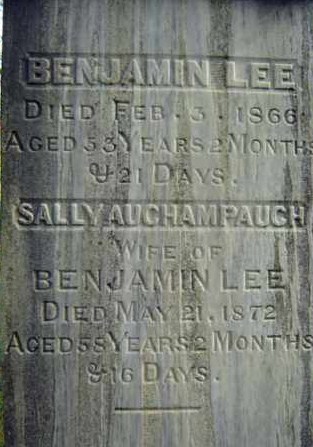 BENJAMIN LEE
DIED FEB. 3. 1866
AGED 53 YEARS 2 MONTHS
& 21 DAYS.
SALLY AUCHAMPAUGH
WIFE OF
BENJAMIN LEE
DIED MAY 21, 1872
AGED 58 YEARS 2 MONTHS
& 16 DAYS.